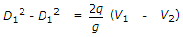 D₁² - D₁² = 2q/g (V₁ - V₂)